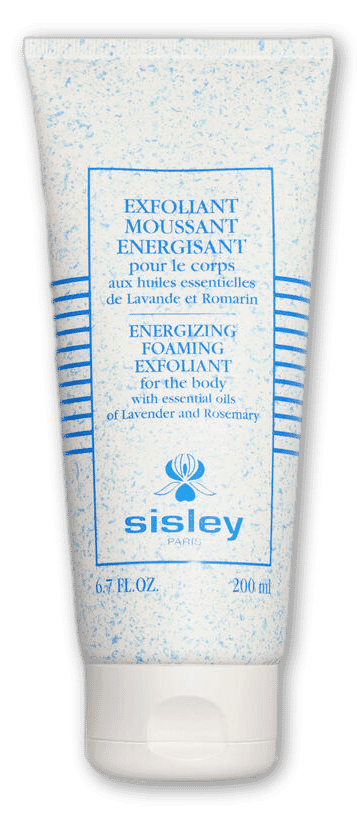 EXFOLIANT
MOUSSANT
ENERGISANT
pour le corps
aux huiles essentielles
de Lavande et Romarin
ENERGIZING
FOAMING
EXFOLIANT
for the body
with essential oils
of Lavender and Rosemary
sisley
PARIS
6.7 FL.OZ. 200 ml